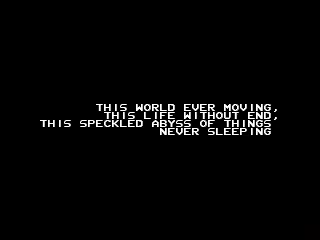 THIS WORLD EVER MOVING,
THIS LIFE WITHOUT END,
THIS SPECKLED ABYSS OF THINGS
NEVER SLEEPING